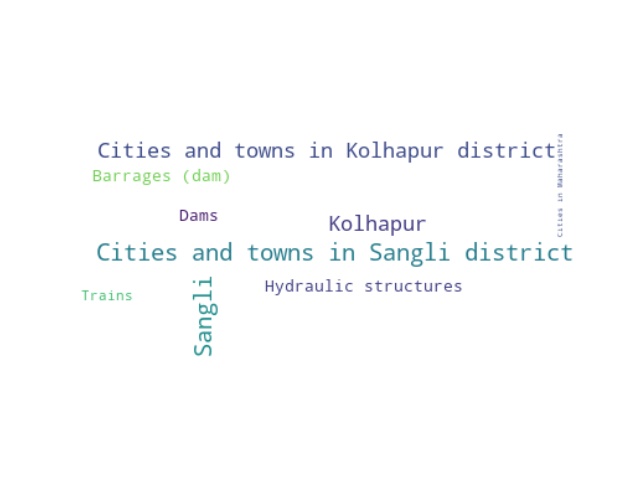 Cities and towns in Kolhapur district
Cities in Maharashtra
Barrages (dam)
Dams
Kolhapur
Cities and towns in Sangli district
Trains
Sangli
Hydraulic structures